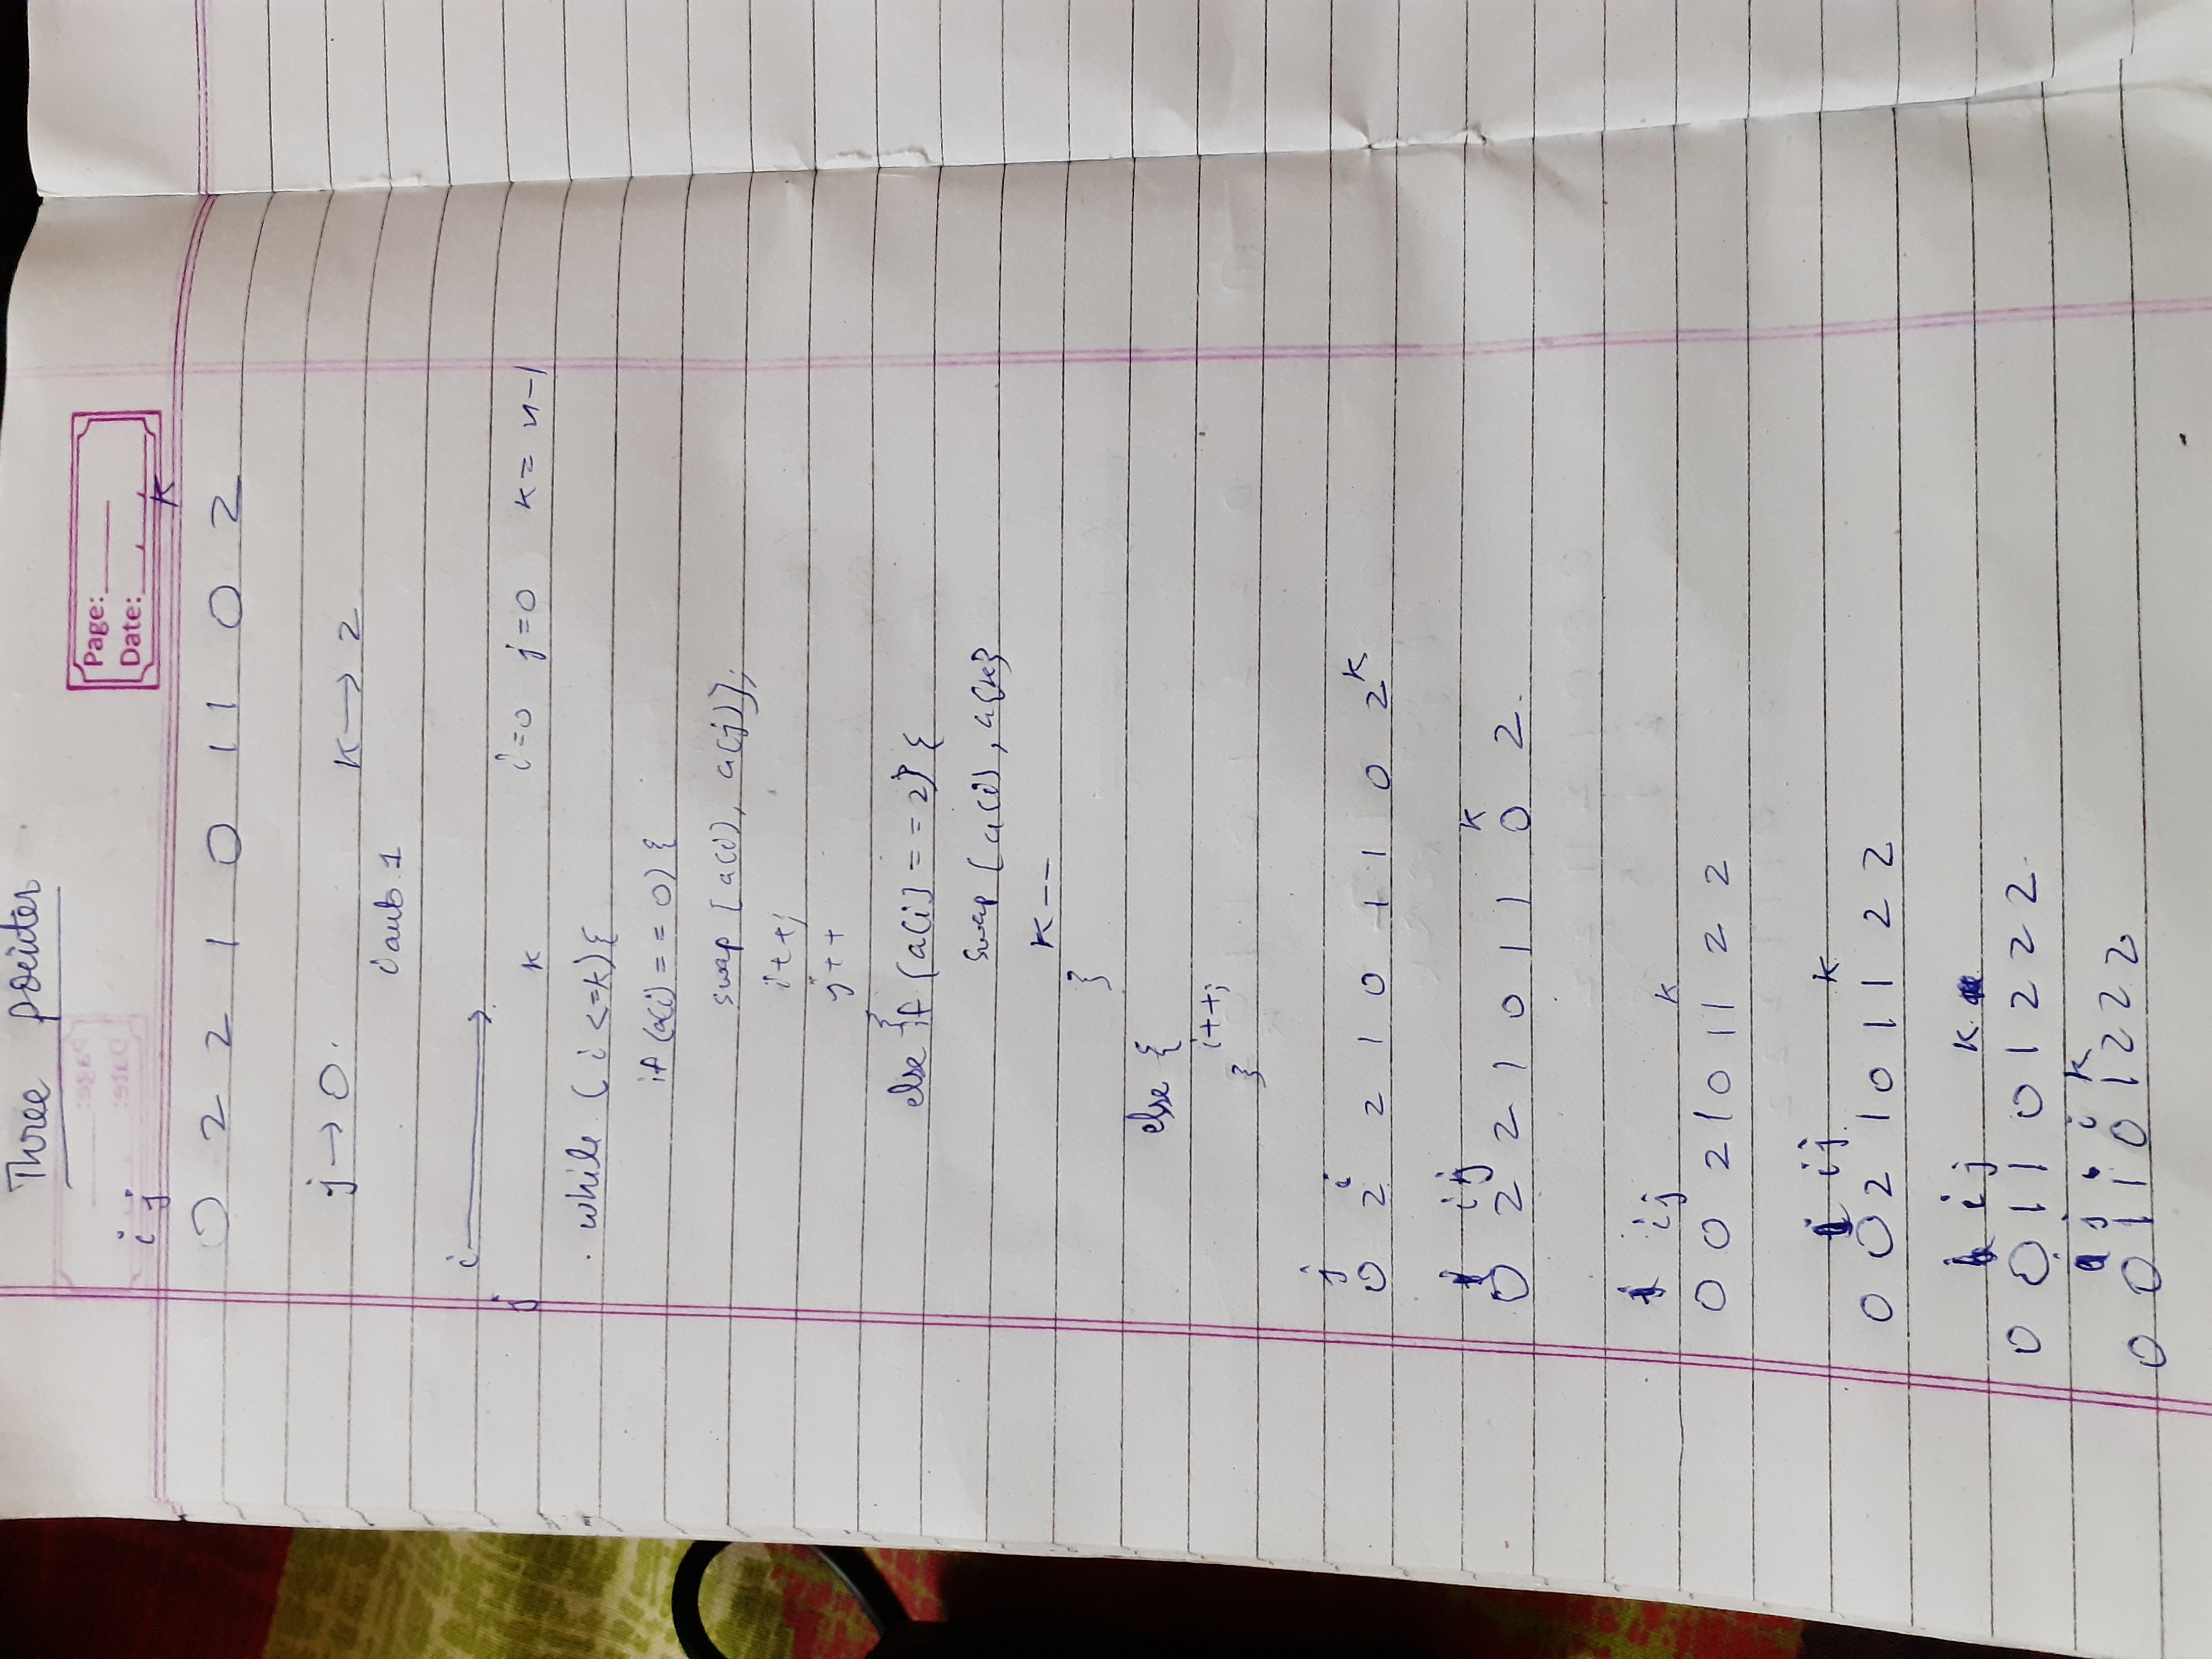 Three pointer
Page:
Date:
i j K
0 2 2 1 0 1 1 0 2
j → 0. K → 2
i →
k i=0 j=0 k= n-1
while ( i <=k) {
if (a(i) == 0) {
swap [a(i), a(j)];
i++;
j++
}
else if [a[i] == 2} {
Swap [a(i), a{k}
K--
}
else {
i++;
}
j i
0 2 2 1 0 1 1 0 2 K
i j K
0 2 2 1 0 1 1 0 2.
i j K
0 0 2 1 0 1 1 2 2
i j K
0 0 2 1 0 1 1 2 2
i j K
0 0 1 1 0 1 2 2 2
j i K
0 0 1 1 0 1 2 2 2